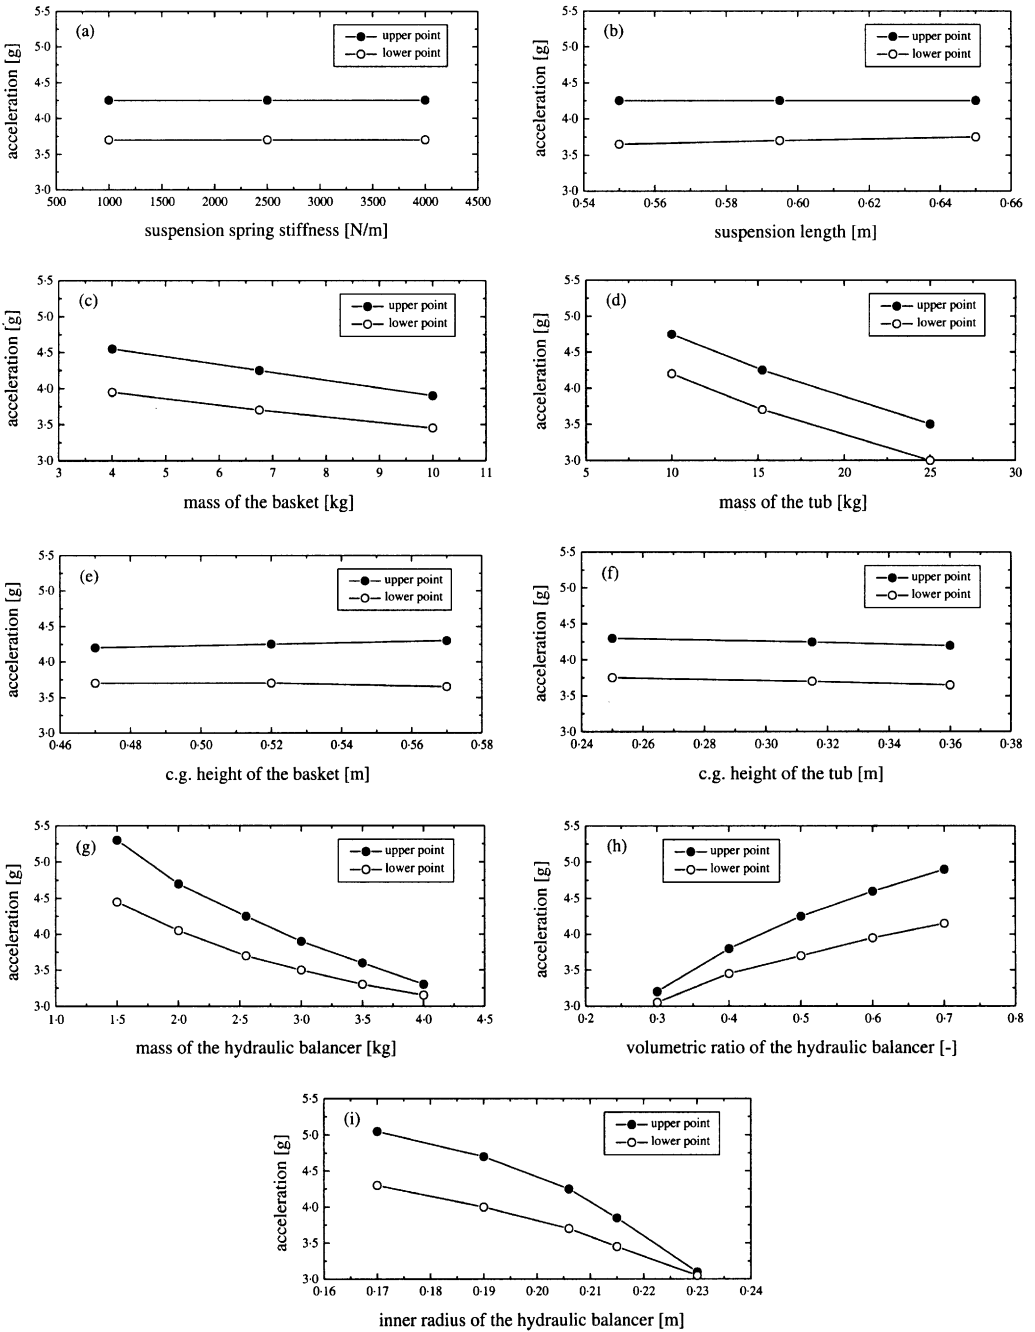 (a)
upper point
lower point
acceleration [g]
5·5
5·0
4·5
4·0
3·5
3·0
500 1000 1500 2000 2500 3000 3500 4000 4500
suspension spring stiffness [N/m]
(b)
upper point
lower point
acceleration [g]
5·5
5·0
4·5
4·0
3·5
3·0
0·54 0·56 0·58 0·60 0·62 0·64 0·66
suspension length [m]
(c)
upper point
lower point
acceleration [g]
5·5
5·0
4·5
4·0
3·5
3·0
3 4 5 6 7 8 9 10 11
mass of the basket [kg]
(d)
upper point
lower point
acceleration [g]
5·5
5·0
4·5
4·0
3·5
3·0
5 10 15 20 25 30
mass of the tub [kg]
(e)
upper point
lower point
acceleration [g]
5·5
5·0
4·5
4·0
3·5
3·0
0·46 0·48 0·50 0·52 0·54 0·56 0·58
c.g. height of the basket [m]
(f)
upper point
lower point
acceleration [g]
5·5
5·0
4·5
4·0
3·5
3·0
0·24 0·26 0·28 0·30 0·32 0·34 0·36 0·38
c.g. height of the tub [m]
(g)
upper point
lower point
acceleration [g]
5·5
5·0
4·5
4·0
3·5
3·0
1·0 1·5 2·0 2·5 3·0 3·5 4·0 4·5
mass of the hydraulic balancer [kg]
(h)
upper point
lower point
acceleration [g]
5·5
5·0
4·5
4·0
3·5
3·0
0·2 0·3 0·4 0·5 0·6 0·7 0·8
volumetric ratio of the hydraulic balancer [-]
(i)
upper point
lower point
acceleration [g]
5·5
5·0
4·5
4·0
3·5
3·0
0·16 0·17 0·18 0·19 0·20 0·21 0·22 0·23 0·24
inner radius of the hydraulic balancer [m]